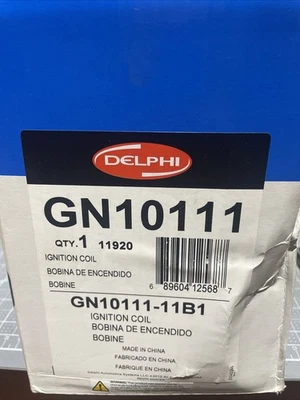 DELPHI
GN10111
QTY.1 11920
IGNITION COIL
BOBINA DE ENCENDIDO
BOBINE
6 89604 12568 7
GN10111-11B1
IGNITION COIL
BOBINA DE ENCENDIDO
BOBINE
MADE IN CHINA
FABRICADO EN CHINA
FABRIQUE EN CHINA